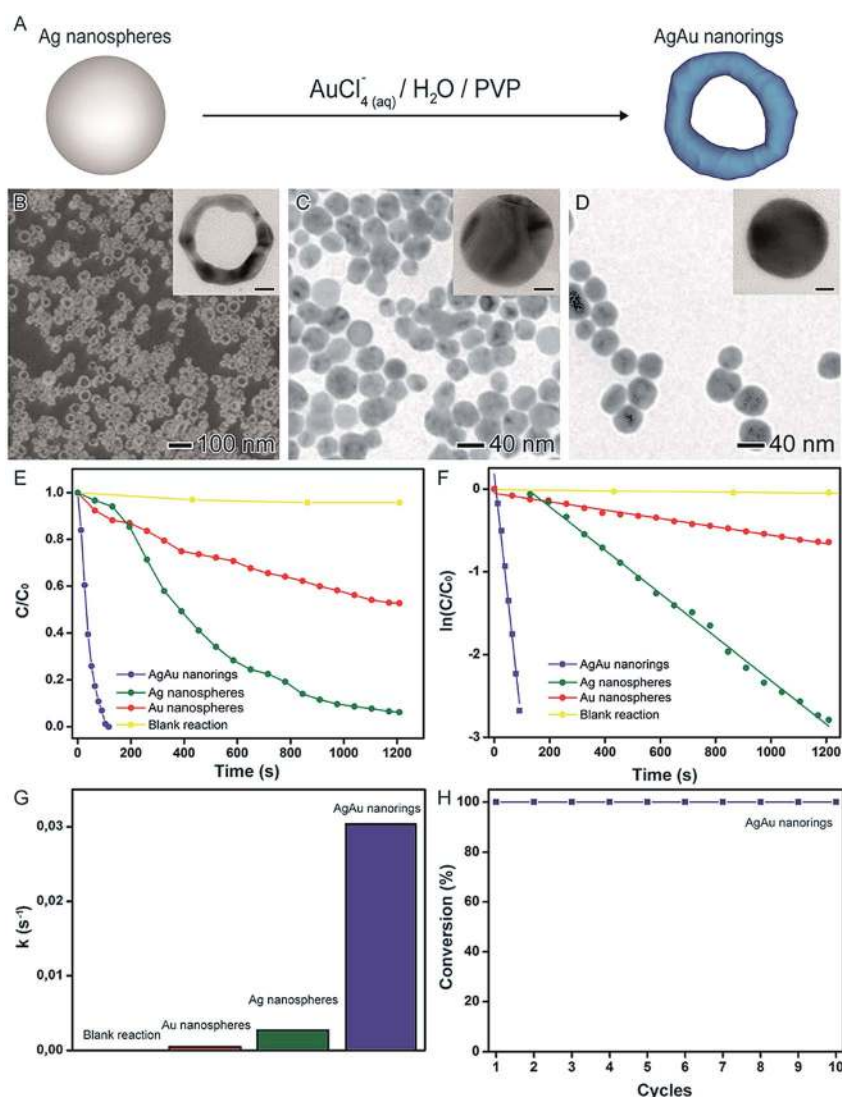 A
Ag nanospheres
AgAu nanorings
AuCl₄⁻ (aq) / H₂O / PVP
B
C
D
100 nm
40 nm
40 nm
E
C/C₀
1.0
0.8
0.6
0.4
0.2
0.0
AgAu nanorings
Ag nanospheres
Au nanospheres
Blank reaction
0 200 400 600 800 1000 1200
Time (s)
F
ln(C/C₀)
0
-1
-2
-3
AgAu nanorings
Ag nanospheres
Au nanospheres
Blank reaction
0 200 400 600 800 1000 1200
Time (s)
G
k (s⁻¹)
0,03
0,02
0,01
0,00
AgAu nanorings
Ag nanospheres
Au nanospheres
Blank reaction
H
Conversion (%)
100
80
60
40
20
0
AgAu nanorings
1 2 3 4 5 6 7 8 9 10
Cycles